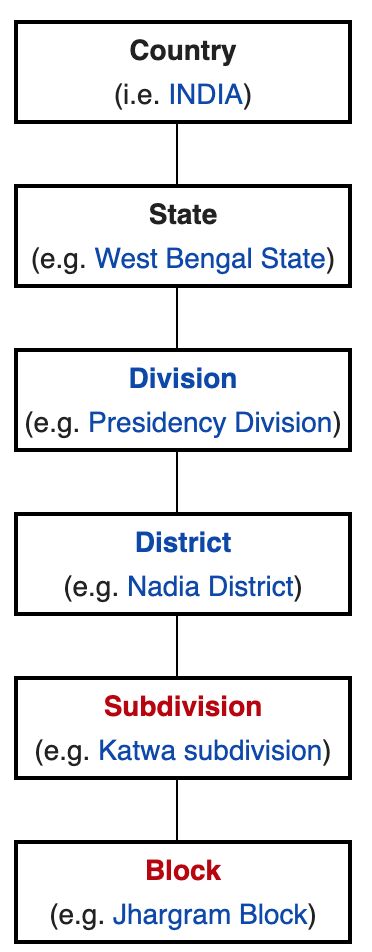 Country
(i.e. INDIA)
State
(e.g. West Bengal State)
Division
(e.g. Presidency Division)
District
(e.g. Nadia District)
Subdivision
(e.g. Katwa subdivision)
Block
(e.g. Jhargram Block)